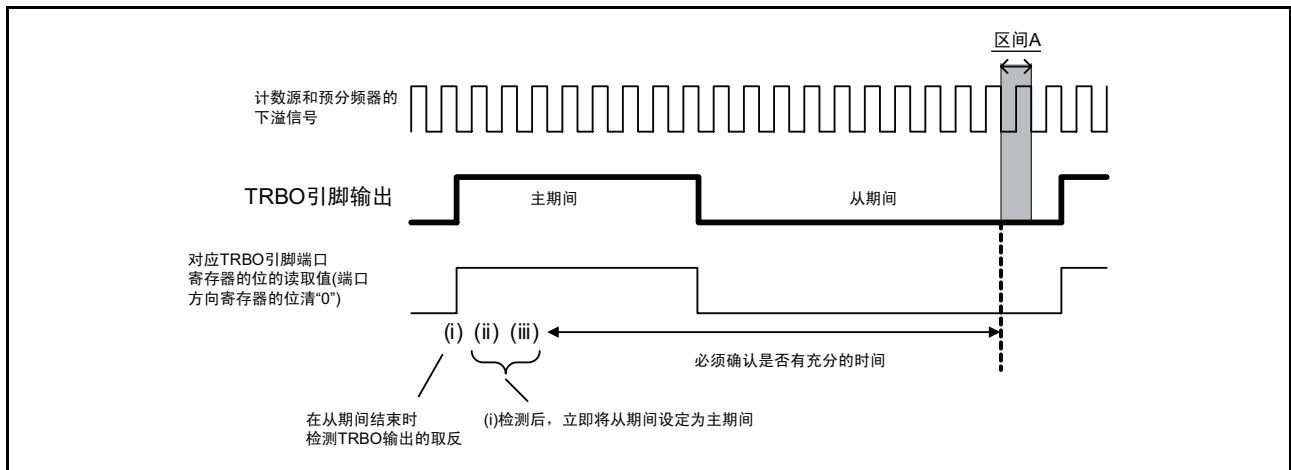 区间A
计数源和预分频器的
下溢信号
TRBO引脚输出
主期间
从期间
对应TRBO引脚端口
寄存器的位的读取值(端口
方向寄存器的位清“0”)
(i) (ii) (iii)
必须确认是否有充分的时间
在从期间结束时
检测TRBO输出的取反
(i)检测后，立即将从期间设定为主期间